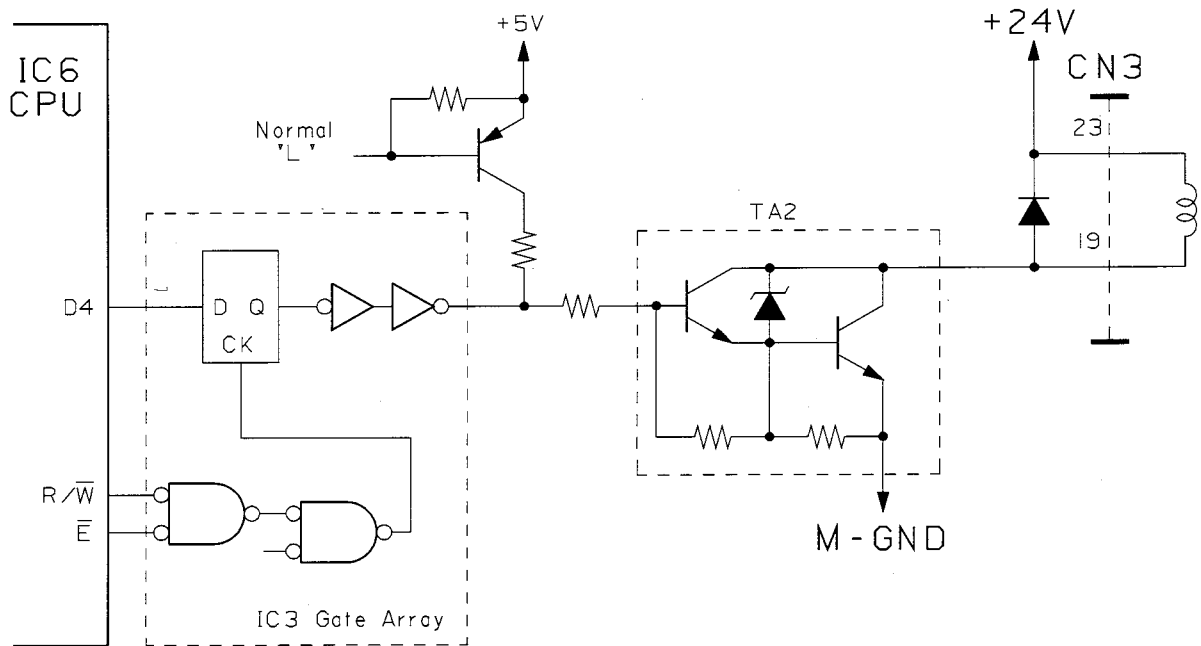 +5V
+24V
IC6
CPU
CN3
Normal
"L"
23
TA2
19
L
D4
D Q
CK
R/W̅
E̅
M-GND
IC3 Gate Array